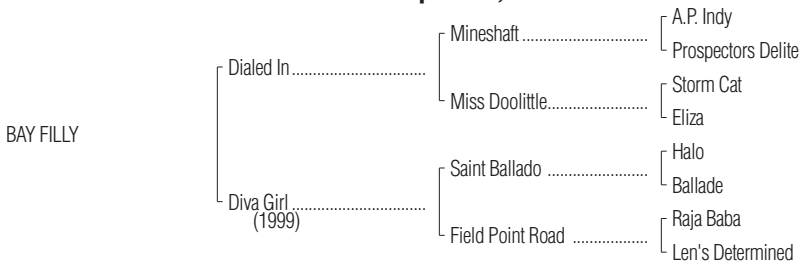 A.P. Indy
Mineshaft
Prospectors Delite
Dialed In
Storm Cat
Miss Doolittle
Eliza
BAY FILLY
Halo
Saint Ballado
Ballade
Diva Girl
(1999)
Raja Baba
Field Point Road
Len's Determined